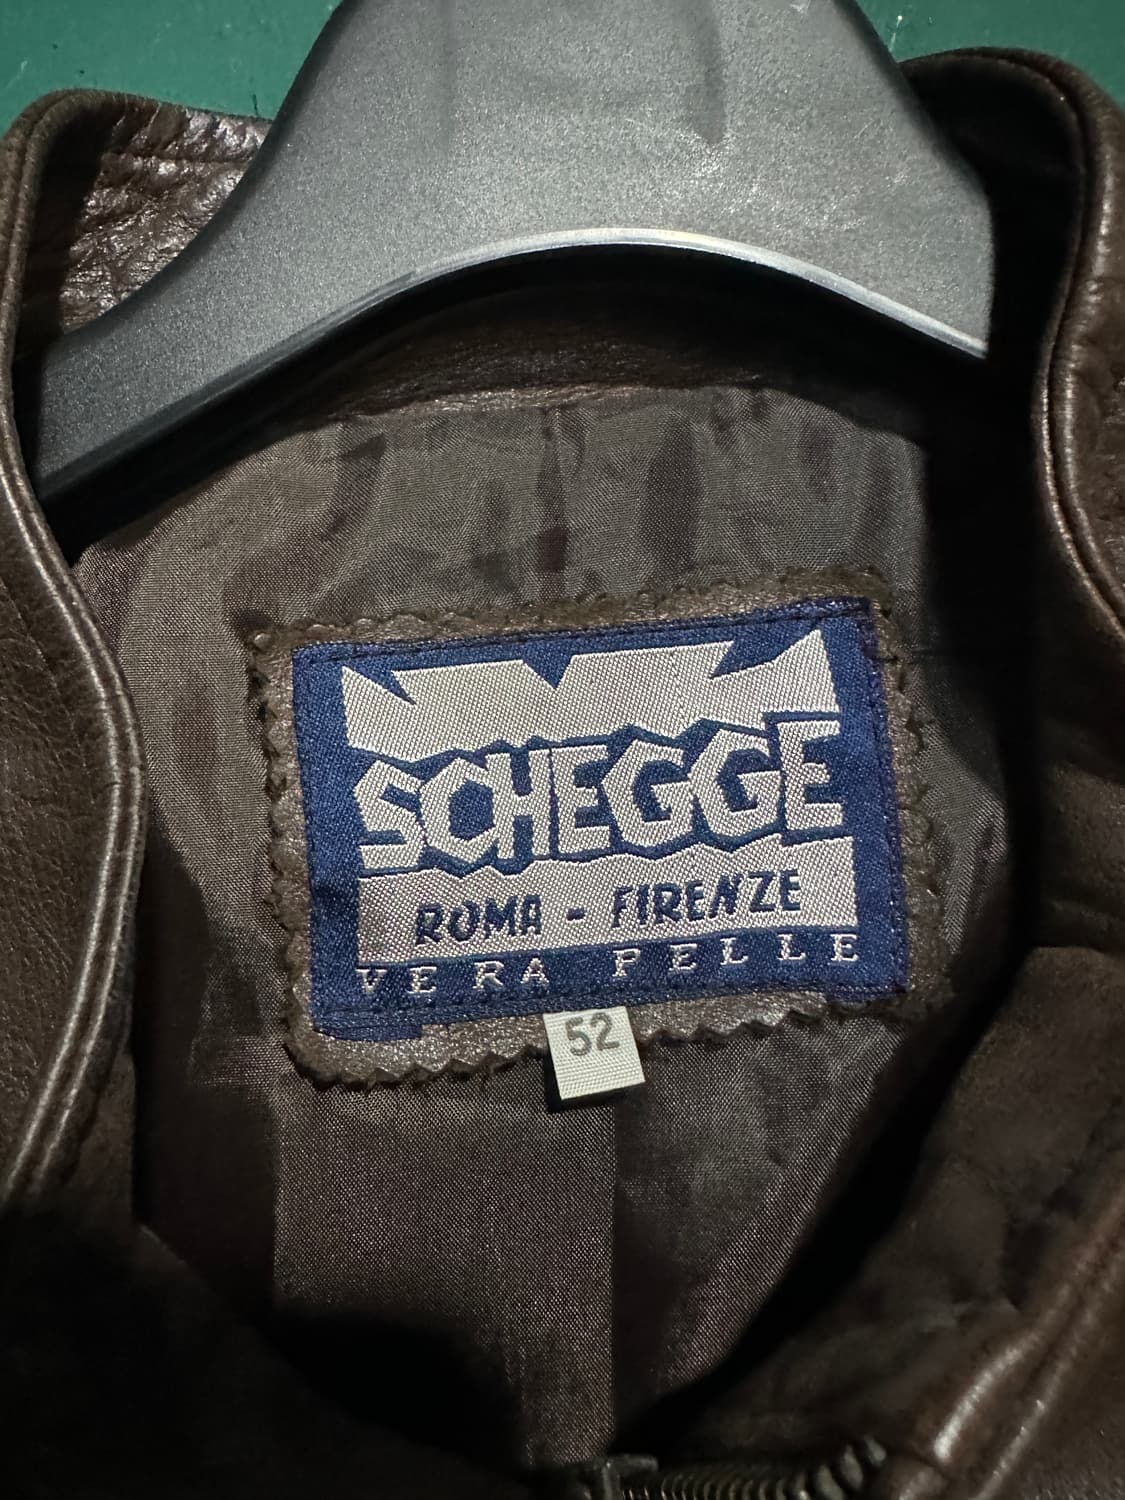 SCHEGGE
ROMA - FIRENZE
VERA PELLE
52